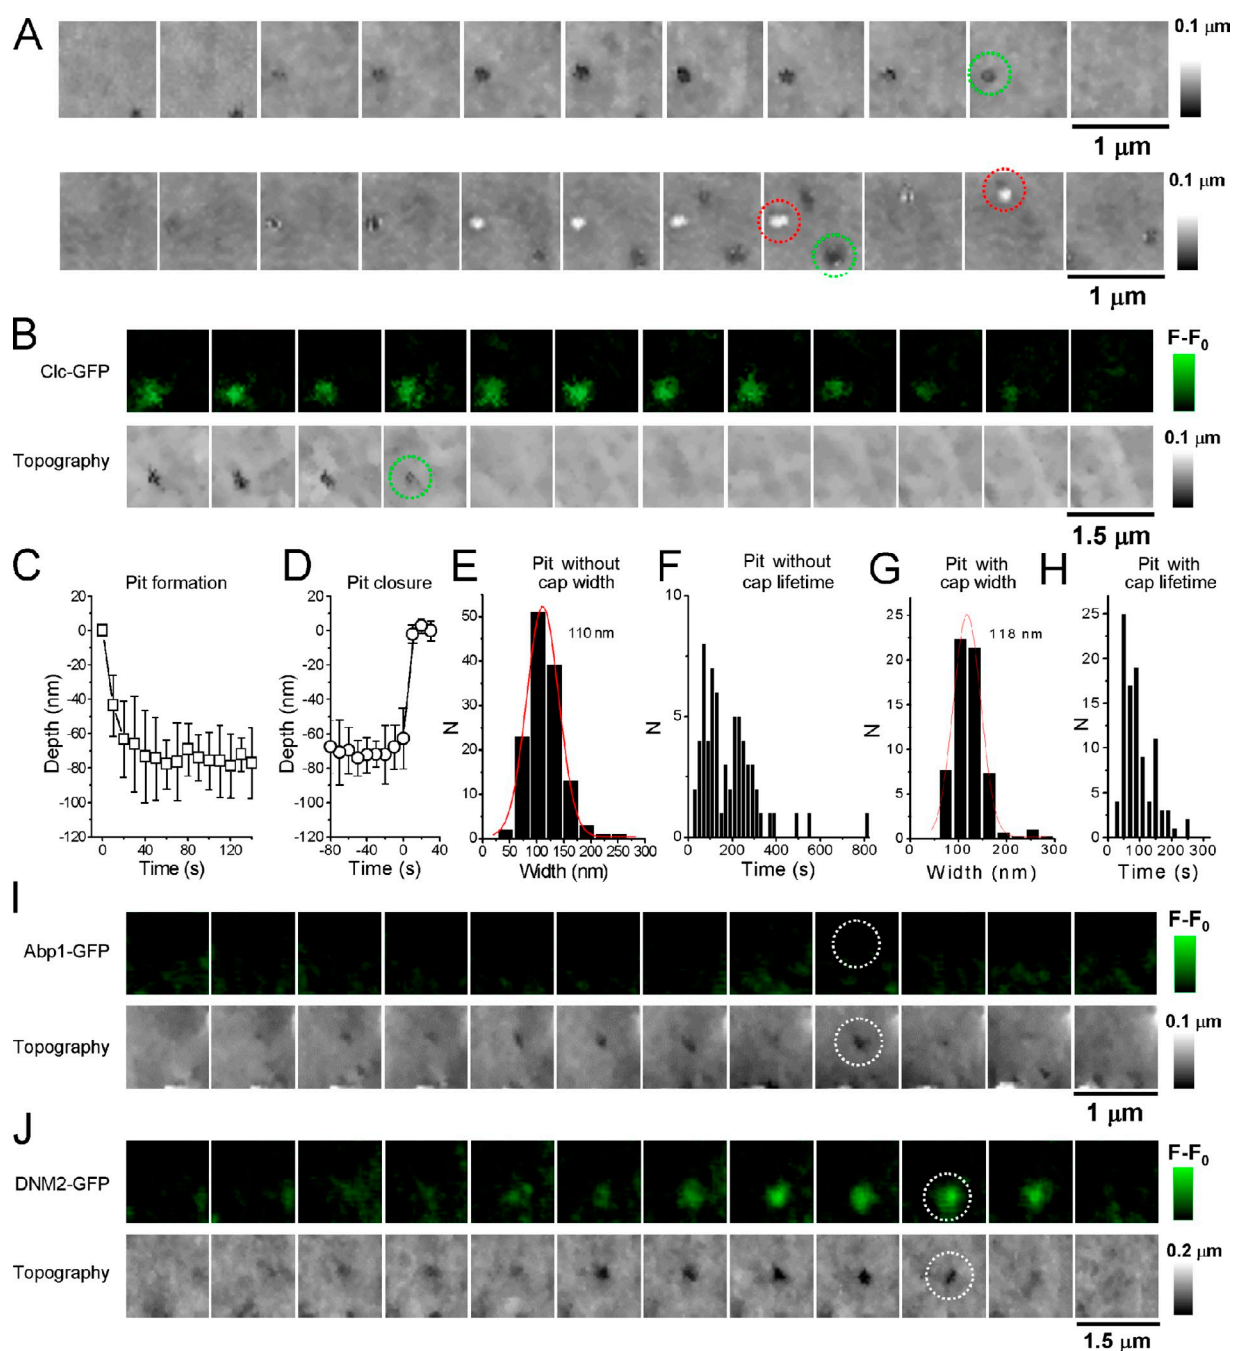 A
0.1 μm
1 μm
0.1 μm
1 μm
B
Clc-GFP
F-F0
Topography
0.1 μm
1.5 μm
C
Pit formation
20
0
-20
-40
-60
-80
-100
-120
Depth (nm)
0 40 80 120
Time (s)
D
Pit closure
20
0
-20
-40
-60
-80
-100
-120
Depth (nm)
-80 -40 0 40
Time (s)
E
Pit without
cap width
110 nm
50
40
30
20
10
0
N
0 50 100 150 200 250 300
Width (nm)
F
Pit without
cap lifetime
10
5
0
N
0 200 400 600 800
Time (s)
G
Pit with
cap width
118 nm
25
20
15
10
5
0
N
0 100 200 300
Width (nm)
H
Pit with
cap lifetime
25
20
15
10
5
0
N
0 100 200 300
Time (s)
I
Abp1-GFP
F-F0
Topography
0.1 μm
1 μm
J
DNM2-GFP
F-F0
Topography
0.2 μm
1.5 μm